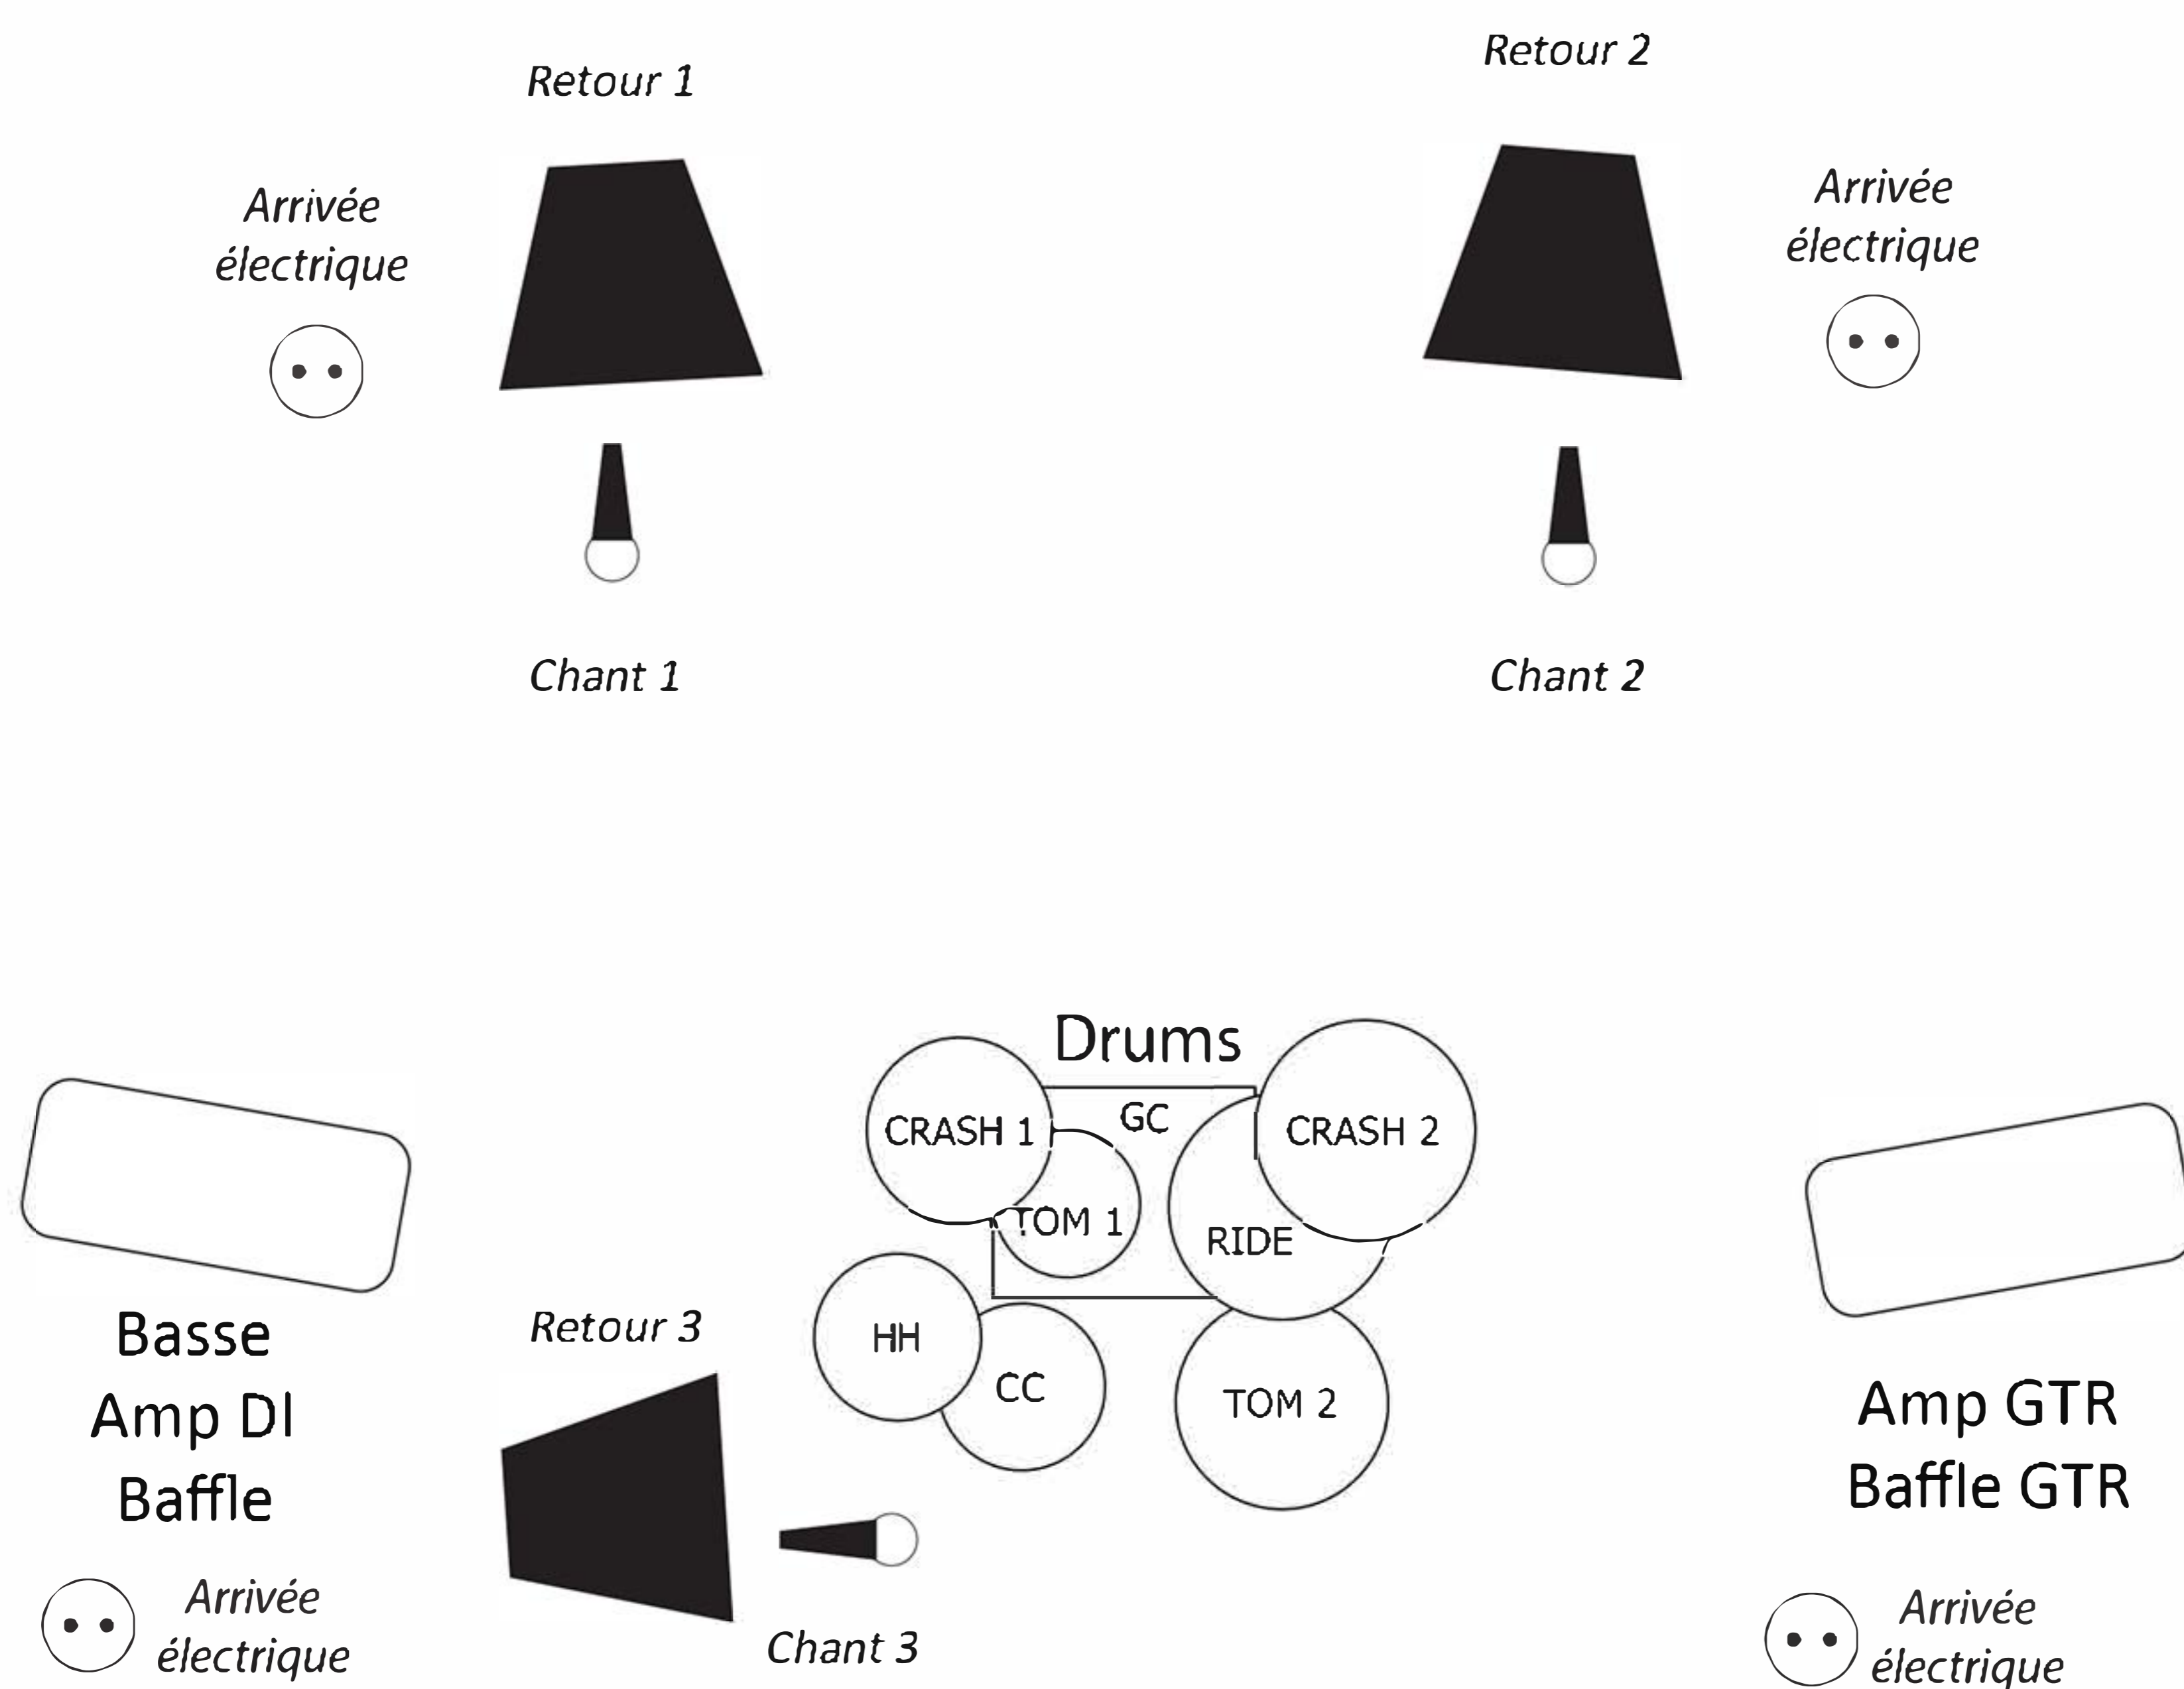 Retour 1
Retour 2
Arrivée
électrique
Arrivée
électrique
Chant 1
Chant 2
Drums
CRASH 1
GC
CRASH 2
TOM 1
RIDE
HH
CC
TOM 2
Basse
Amp DI
Baffle
Retour 3
Amp GTR
Baffle GTR
Arrivée
électrique
Chant 3
Arrivée
électrique